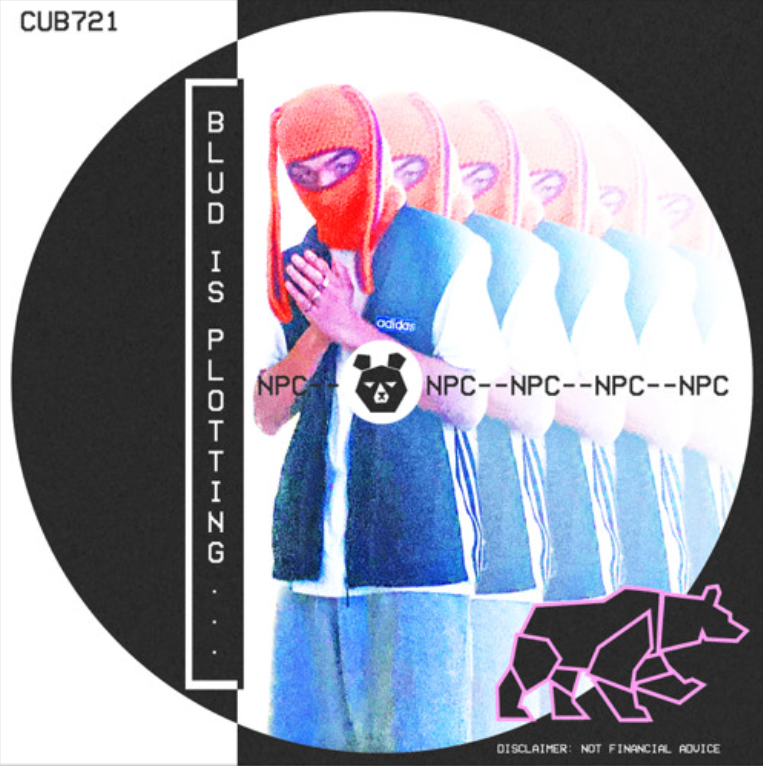 CUB721
BLUD IS PLOTTING...
adidas
NPC-- NPC--NPC--NPC--NPC
DISCLAIMER: NOT FINANCIAL ADVICE